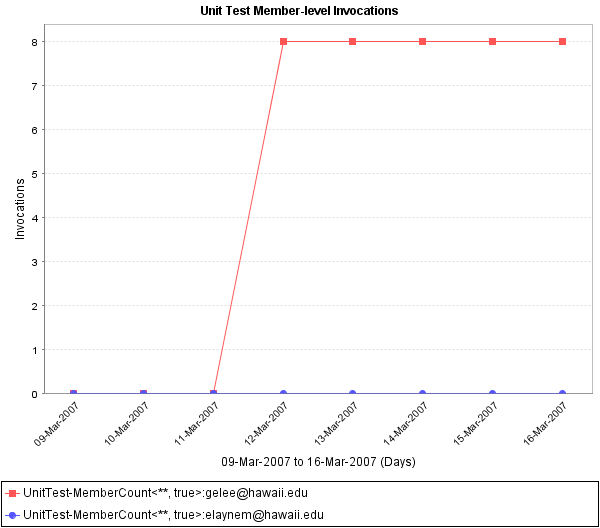 Unit Test Member-level Invocations
8
7
6
5
4
3
2
1
0
Invocations
09-Mar-2007
10-Mar-2007
11-Mar-2007
12-Mar-2007
13-Mar-2007
14-Mar-2007
15-Mar-2007
16-Mar-2007
09-Mar-2007 to 16-Mar-2007 (Days)
UnitTest-MemberCount<**, true>:gelee@hawaii.edu
UnitTest-MemberCount<**, true>:elaynem@hawaii.edu